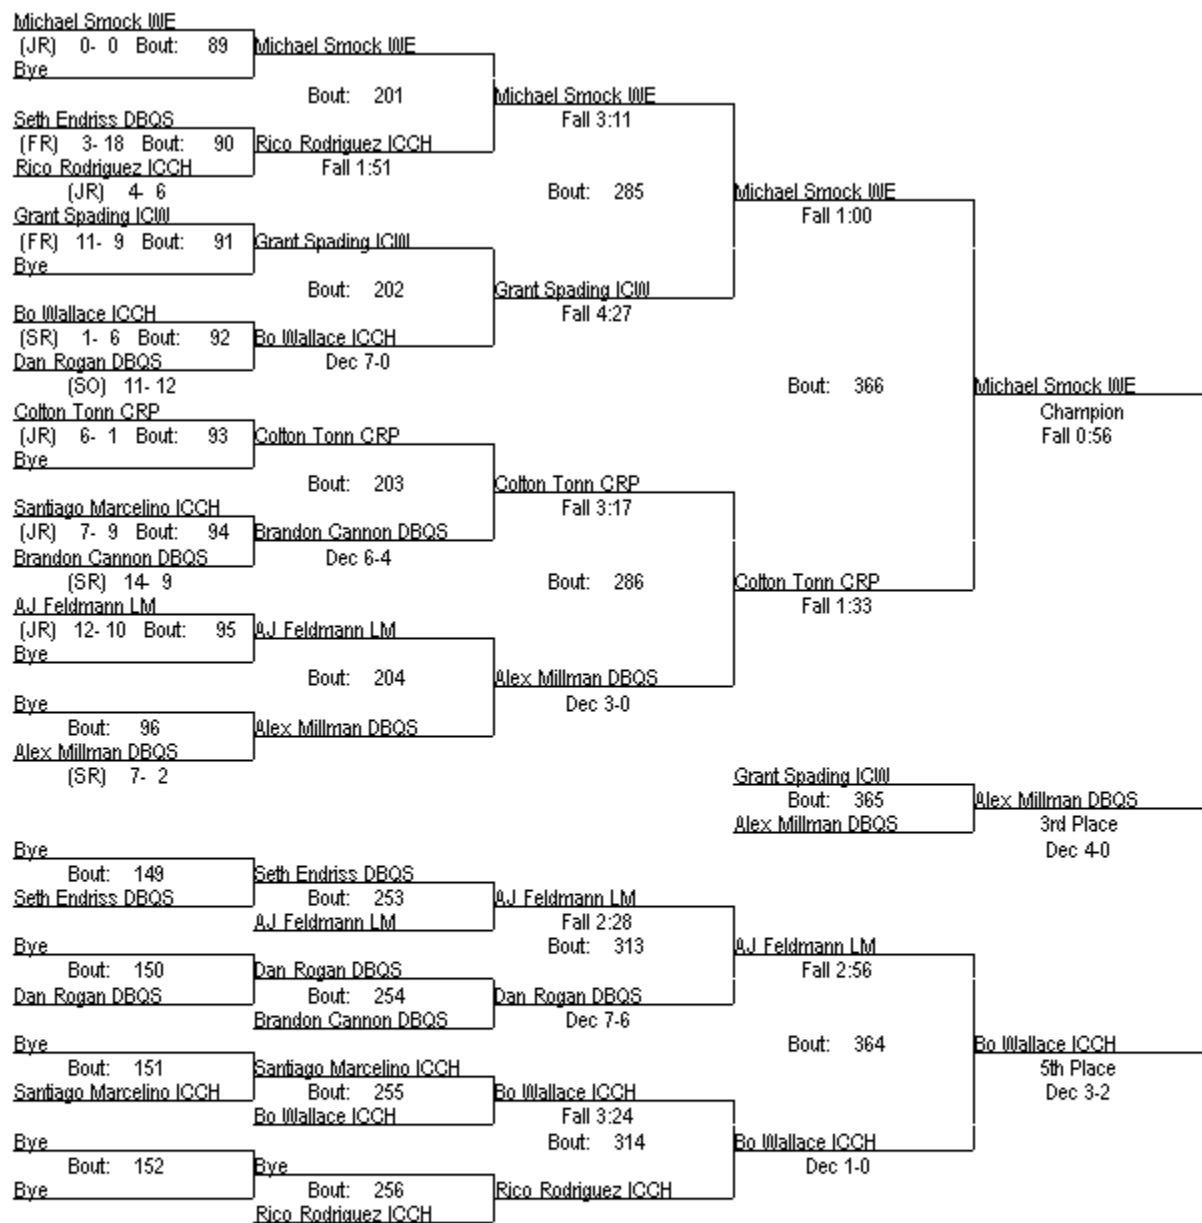 Michael Smock WE
(JR) 0- 0 Bout: 89 Michael Smock WE
Bye
Bout: 201 Michael Smock WE
Seth Endriss DBQS Fall 3:11
(FR) 3- 18 Bout: 90 Rico Rodriguez ICCH
Rico Rodriguez ICCH Fall 1:51
(JR) 4- 6 Bout: 285 Michael Smock WE
Grant Spading ICW Fall 1:00
(FR) 11- 9 Bout: 91 Grant Spading ICW
Bye
Bout: 202 Grant Spading ICW
Bo Wallace ICCH Fall 4:27
(SR) 1- 6 Bout: 92 Bo Wallace ICCH
Dan Rogan DBQS Dec 7-0
(SO) 11- 12 Bout: 366 Michael Smock WE
Cotton Tonn CRP Champion
(JR) 6- 1 Bout: 93 Cotton Tonn CRP Fall 0:56
Bye
Bout: 203 Cotton Tonn CRP
Santiago Marcelino ICCH Fall 3:17
(JR) 7- 9 Bout: 94 Brandon Cannon DBQS
Brandon Cannon DBQS Dec 6-4
(SR) 14- 9 Bout: 286 Cotton Tonn CRP
AJ Feldmann LM Fall 1:33
(JR) 12- 10 Bout: 95 AJ Feldmann LM
Bye
Bout: 204 Alex Millman DBQS
Bye Dec 3-0
Bout: 96 Alex Millman DBQS
Alex Millman DBQS
(SR) 7- 2
Grant Spading ICW
Bout: 365 Alex Millman DBQS
Alex Millman DBQS 3rd Place
Dec 4-0
Bye
Bout: 149 Seth Endriss DBQS
Seth Endriss DBQS Bout: 253 AJ Feldmann LM
AJ Feldmann LM Fall 2:28
Bye Bout: 313 AJ Feldmann LM
Bout: 150 Dan Rogan DBQS Fall 2:56
Dan Rogan DBQS Bout: 254 Dan Rogan DBQS
Brandon Cannon DBQS Dec 7-6
Bye Bout: 364 Bo Wallace ICCH
Bout: 151 Santiago Marcelino ICCH 5th Place
Santiago Marcelino ICCH Bout: 255 Bo Wallace ICCH Dec 3-2
Bo Wallace ICCH Fall 3:24
Bye Bout: 314 Bo Wallace ICCH
Bout: 152 Bye Dec 1-0
Bye Bout: 256 Rico Rodriguez ICCH
Rico Rodriguez ICCH